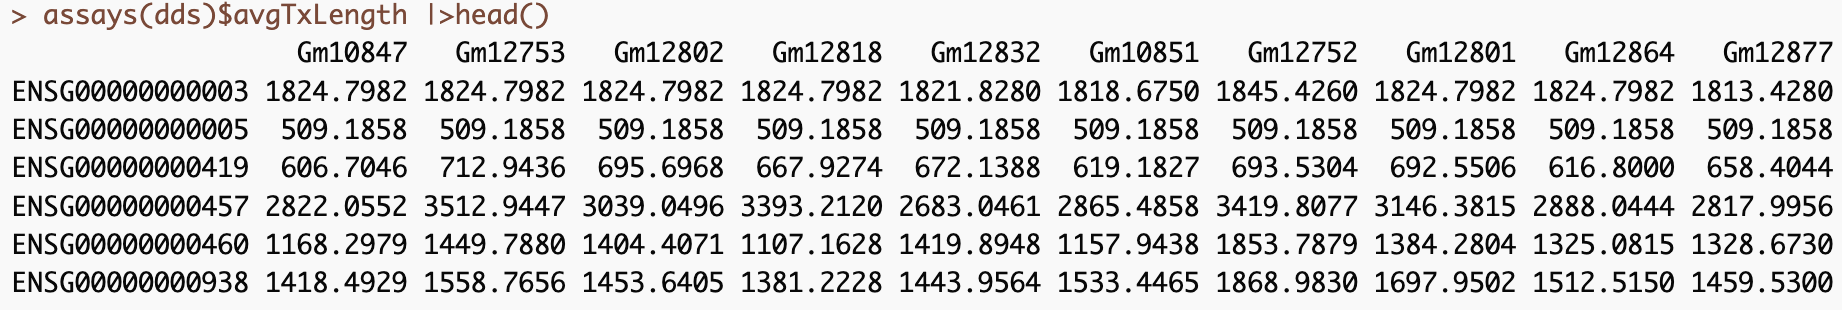 > assays(dds)$avgTxLength |>head()
Gm10847 Gm12753 Gm12802 Gm12818 Gm12832 Gm10851 Gm12752 Gm12801 Gm12864 Gm12877
ENSG00000000003 1824.7982 1824.7982 1824.7982 1824.7982 1821.8280 1818.6750 1845.4260 1824.7982 1824.7982 1813.4280
ENSG00000000005 509.1858 509.1858 509.1858 509.1858 509.1858 509.1858 509.1858 509.1858 509.1858 509.1858
ENSG00000000419 606.7046 712.9436 695.6968 667.9274 672.1388 619.1827 693.5304 692.5506 616.8000 658.4044
ENSG00000000457 2822.0552 3512.9447 3039.0496 3393.2120 2683.0461 2865.4858 3419.8077 3146.3815 2888.0444 2817.9956
ENSG00000000460 1168.2979 1449.7880 1404.4071 1107.1628 1419.8948 1157.9438 1853.7879 1384.2804 1325.0815 1328.6730
ENSG00000000938 1418.4929 1558.7656 1453.6405 1381.2228 1443.9564 1533.4465 1868.9830 1697.9502 1512.5150 1459.5300